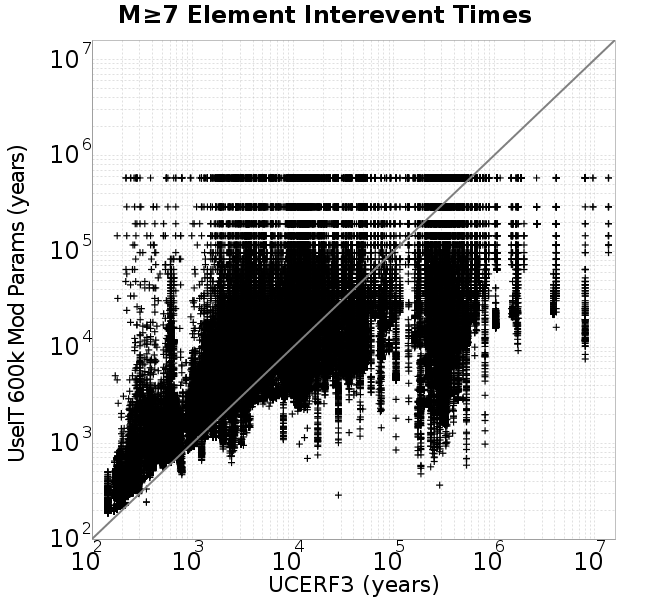 M≥7 Element Interevent Times
UseIT 600k Mod Params (years)
10^7
10^6
10^5
10^4
10^3
10^2
10^2 10^3 10^4 10^5 10^6 10^7
UCERF3 (years)